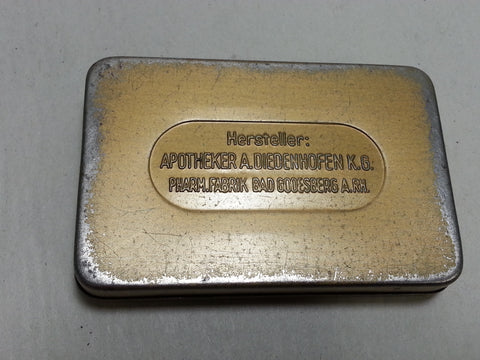 Hersteller:
APOTHEKER A.DIEDENHOFEN K.G.
PHARM.FABRIK BAD GODESBERG A.RH.